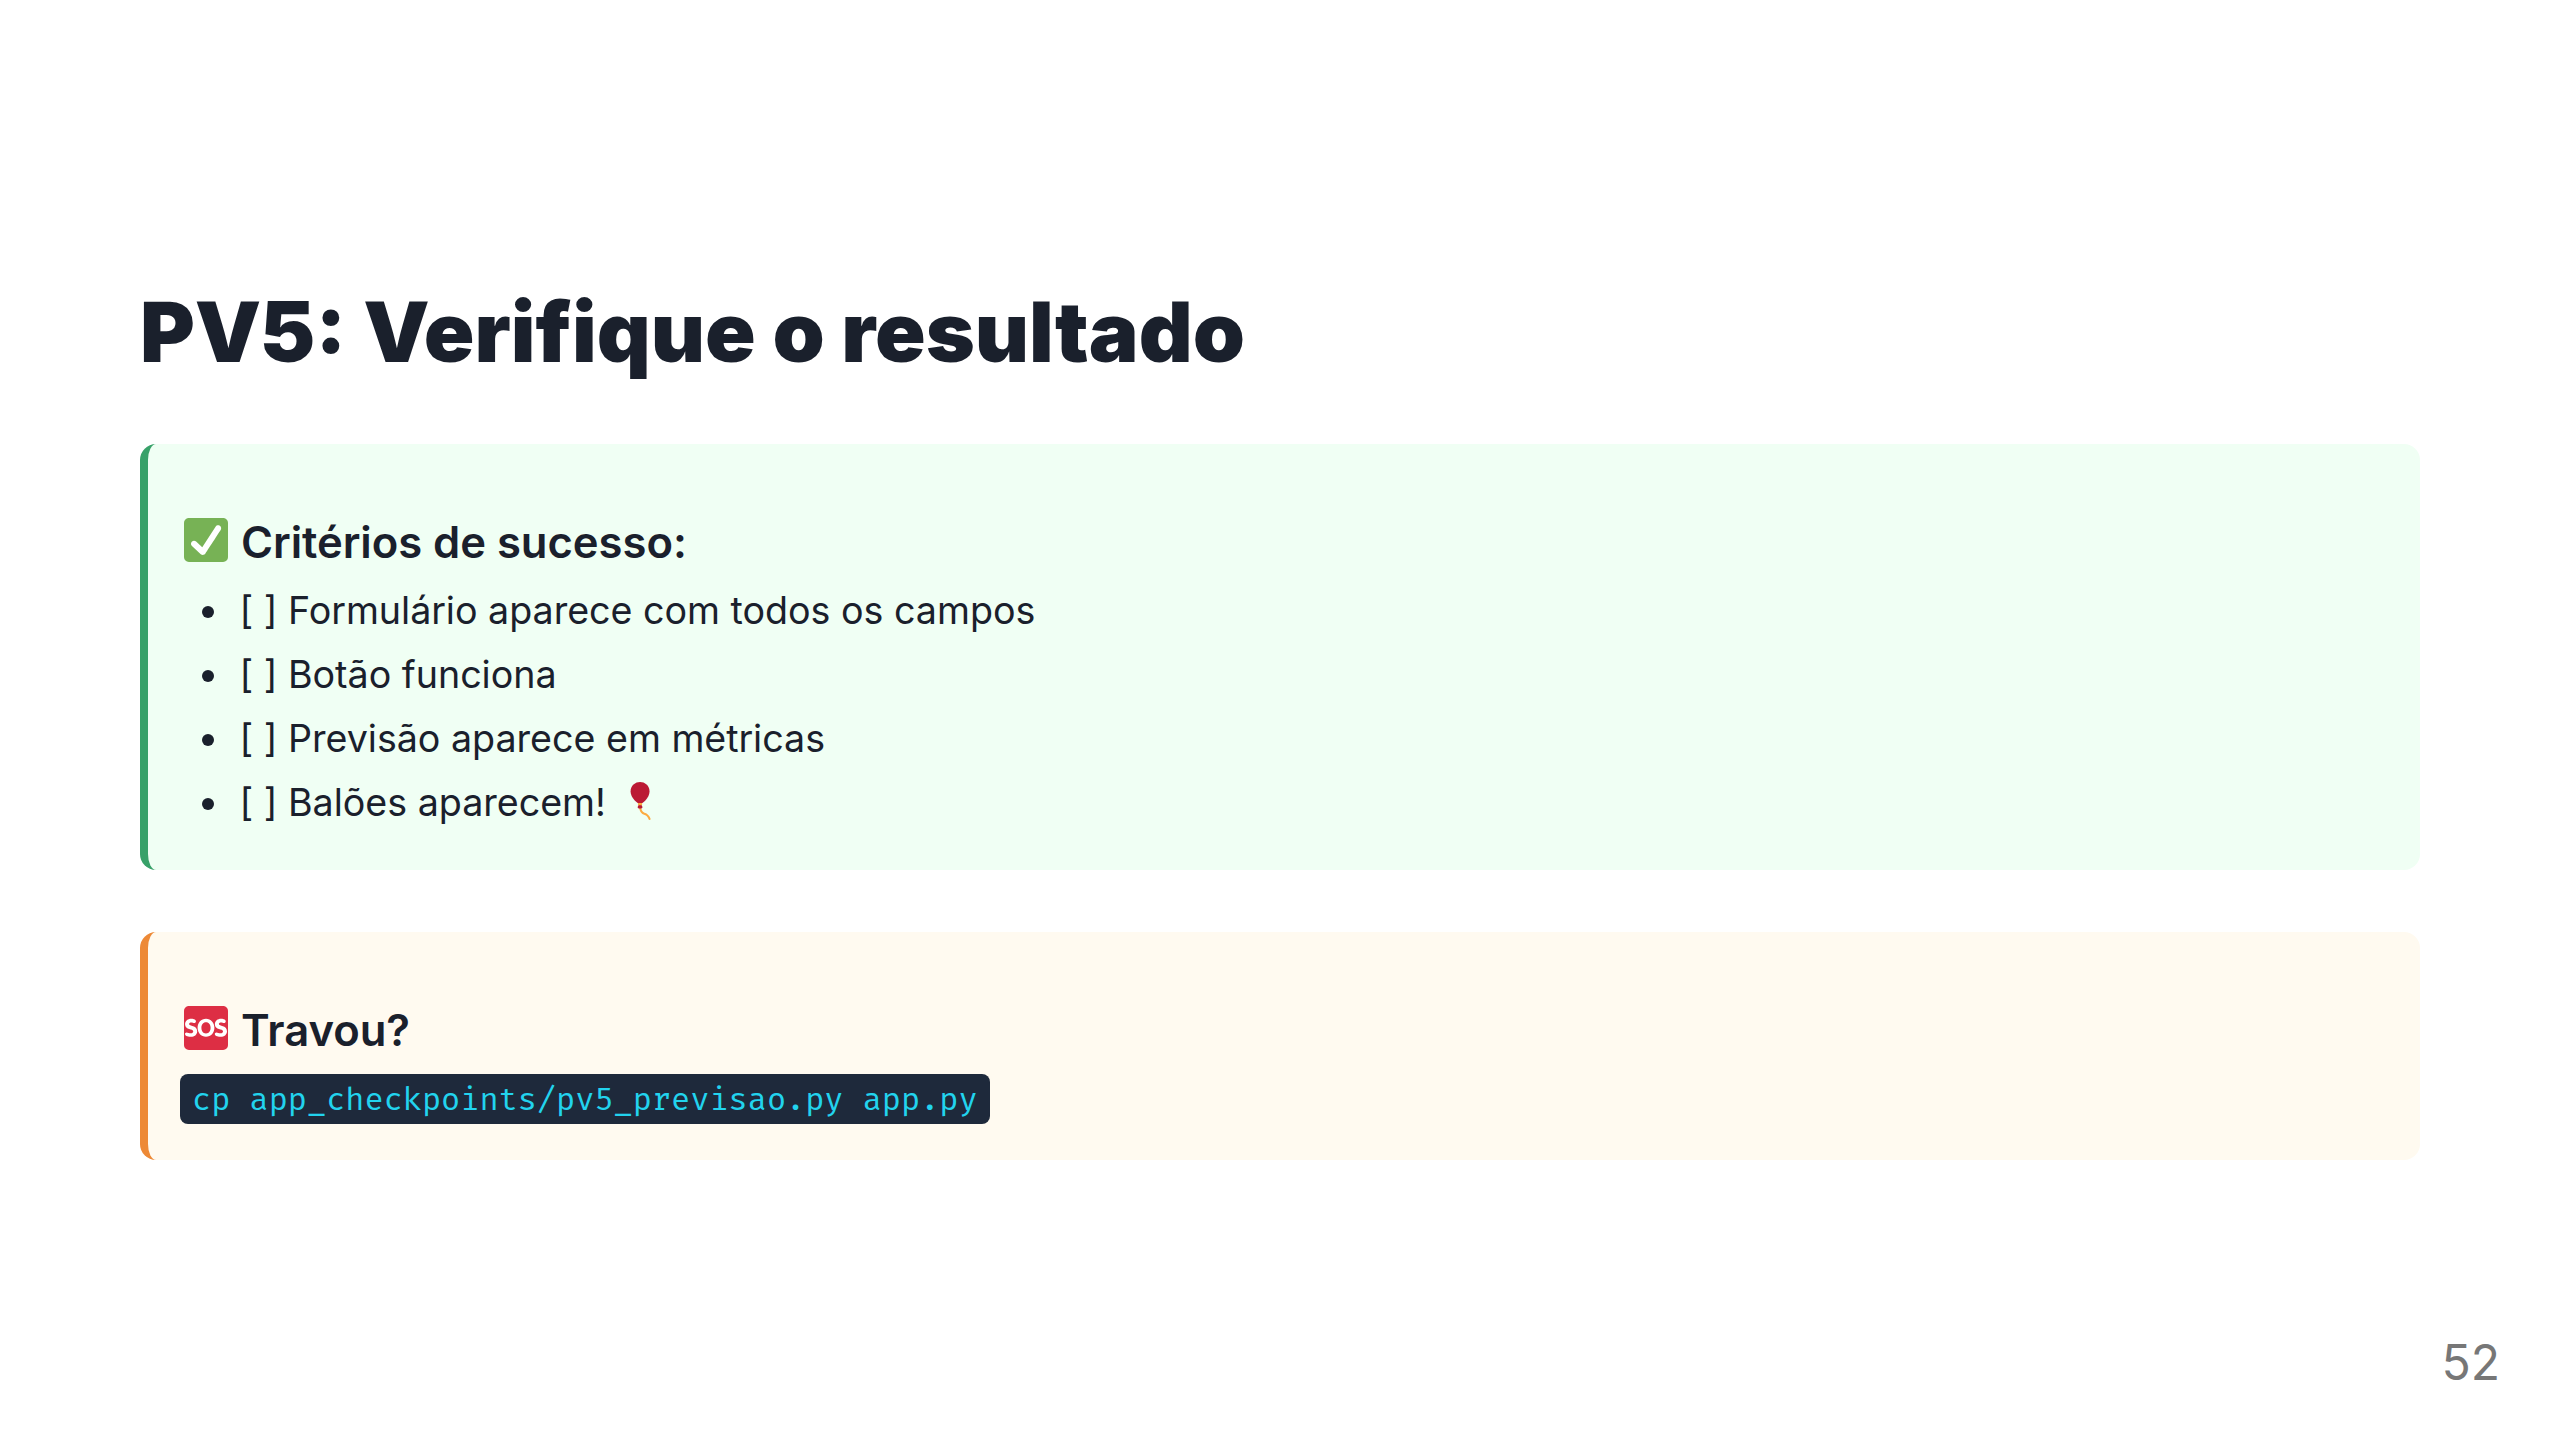 PV5: Verifique o resultado
✅ Critérios de sucesso:
• [ ] Formulário aparece com todos os campos
• [ ] Botão funciona
• [ ] Previsão aparece em métricas
• [ ] Balões aparecem! 🎈
🆘 Travou?
cp app_checkpoints/pv5_previsao.py app.py
52